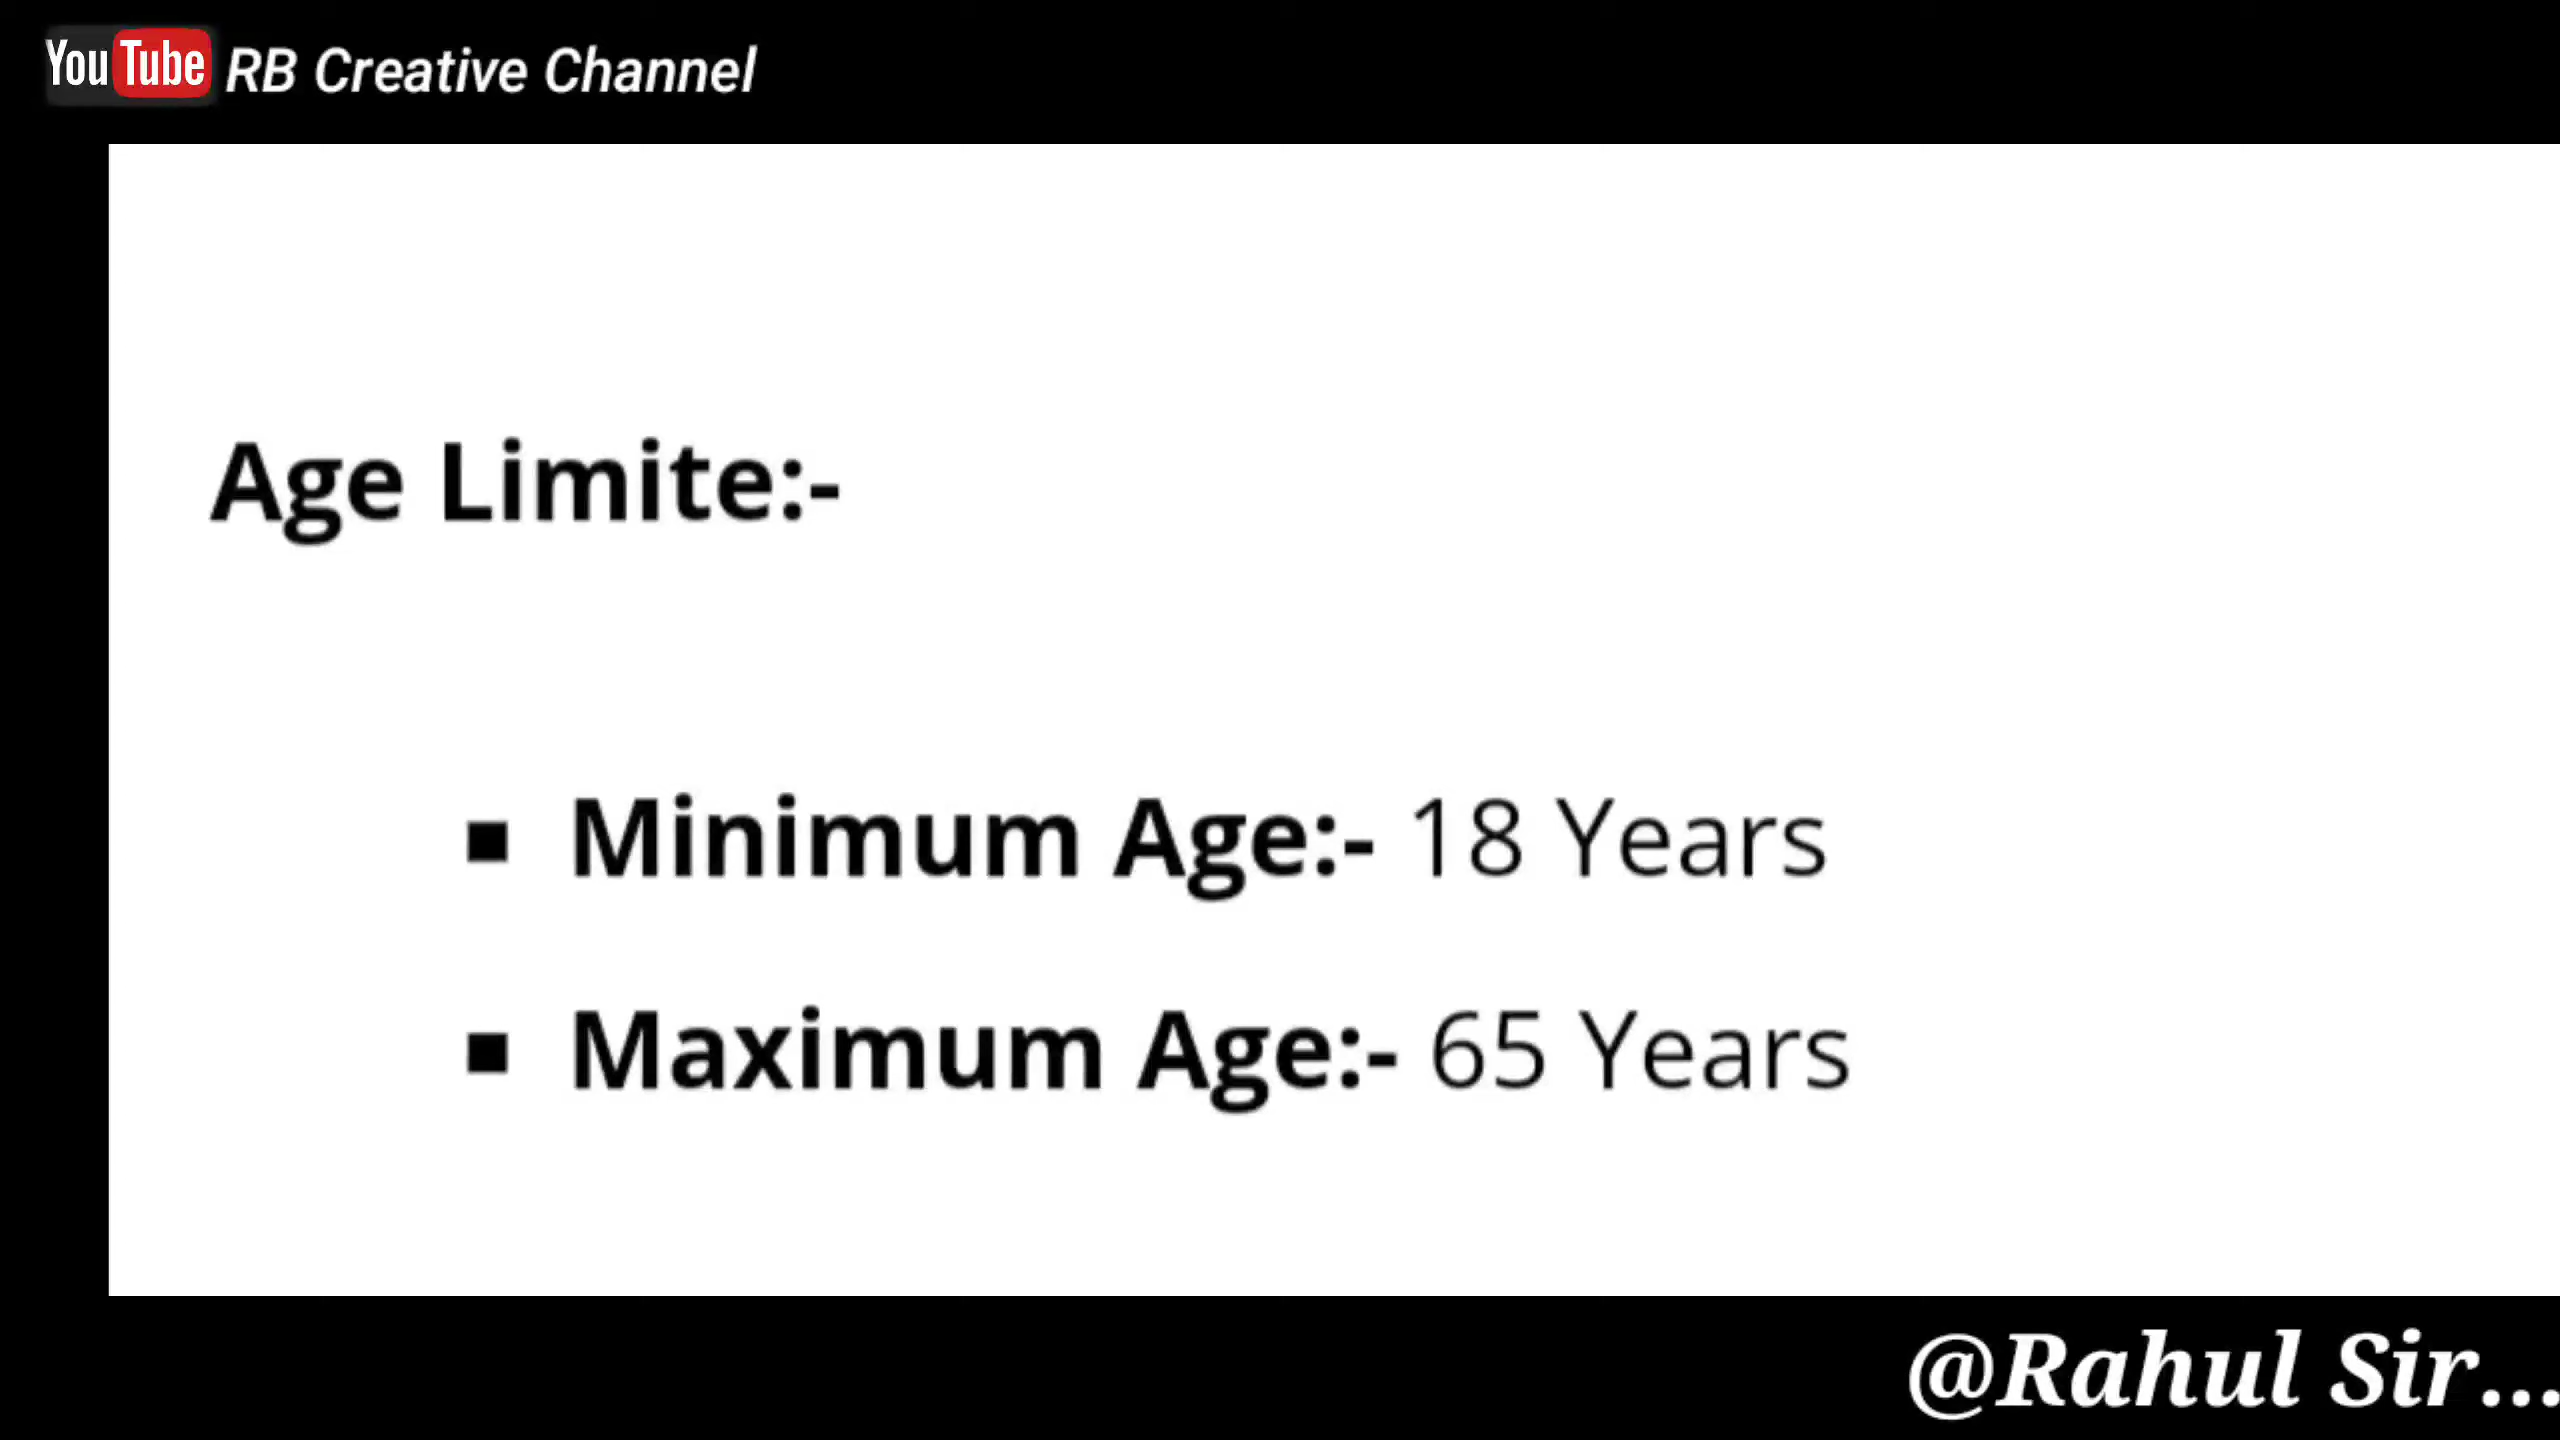 YouTube RB Creative Channel
Age Limite:-
▪ Minimum Age:- 18 Years
▪ Maximum Age:- 65 Years
@Rahul Sir...